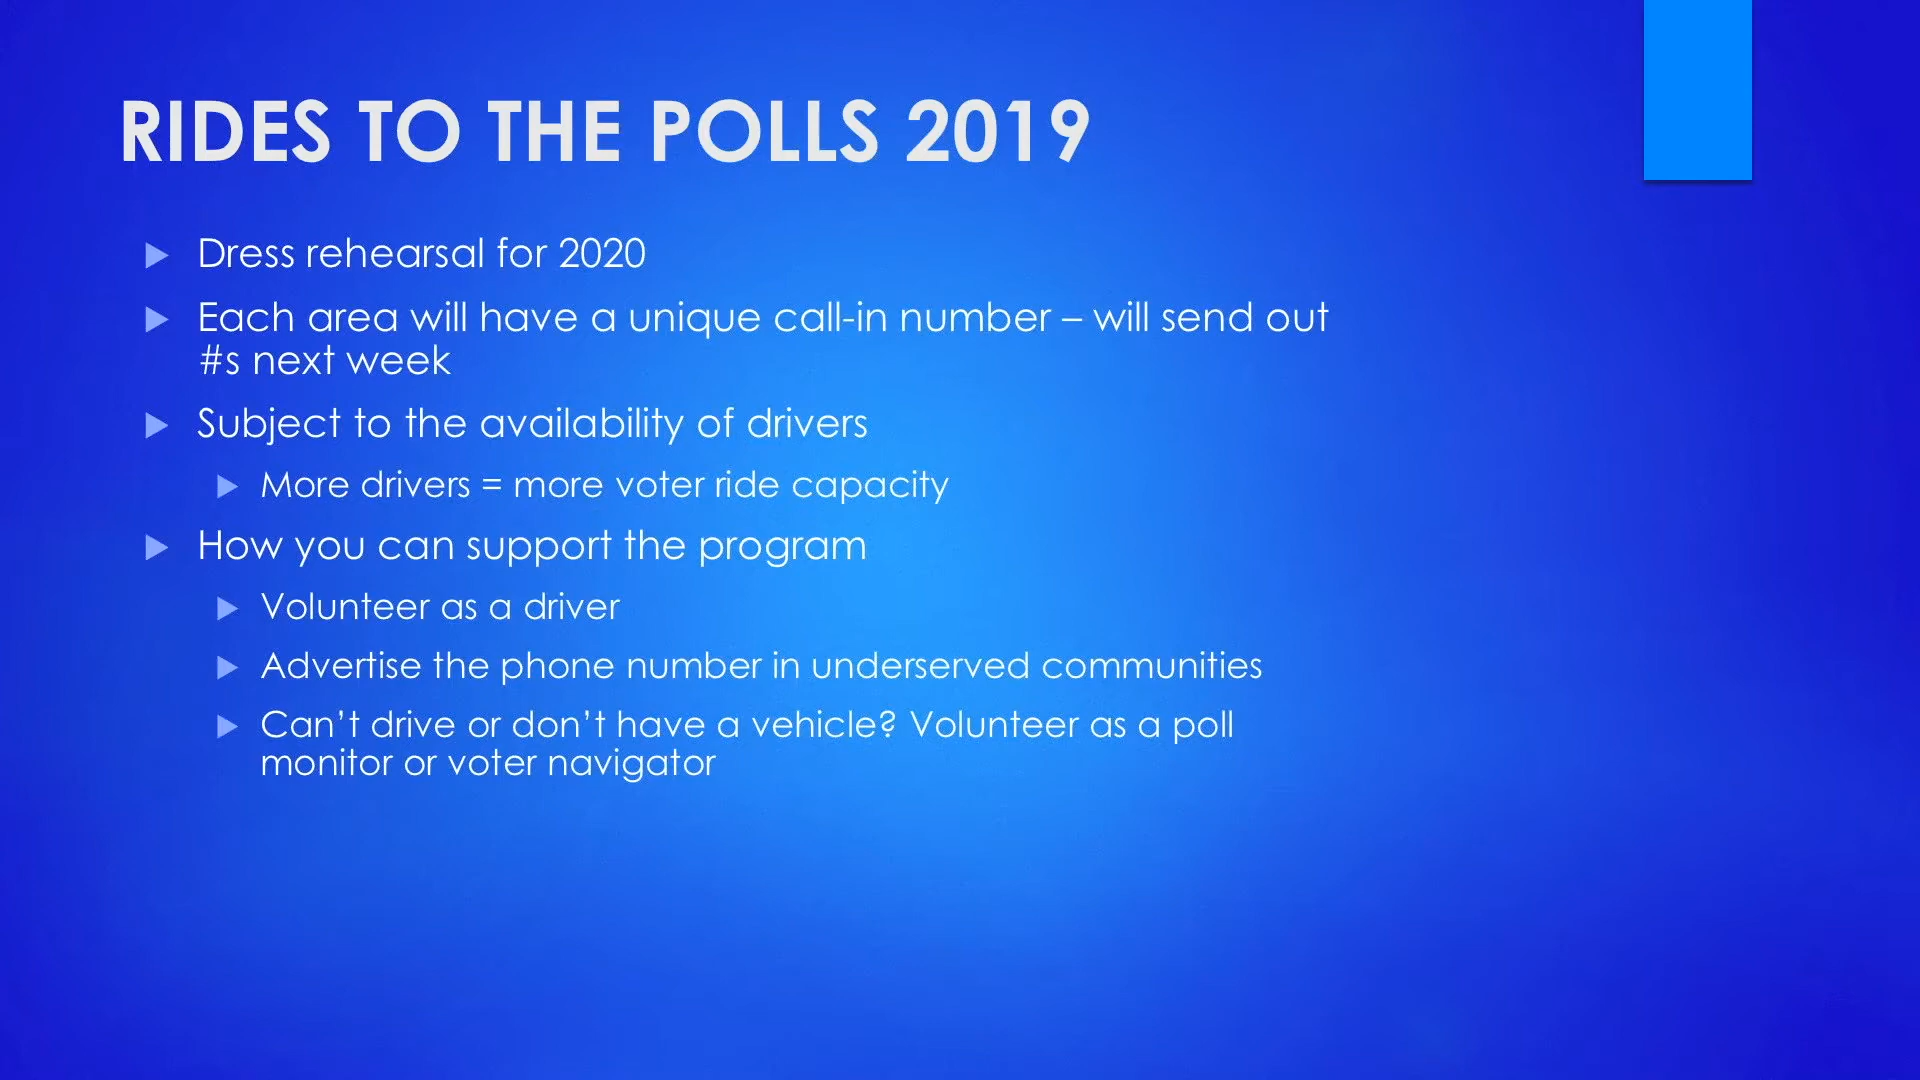 RIDES TO THE POLLS 2019
Dress rehearsal for 2020
Each area will have a unique call-in number – will send out
#s next week
Subject to the availability of drivers
More drivers = more voter ride capacity
How you can support the program
Volunteer as a driver
Advertise the phone number in underserved communities
Can’t drive or don’t have a vehicle? Volunteer as a poll
monitor or voter navigator